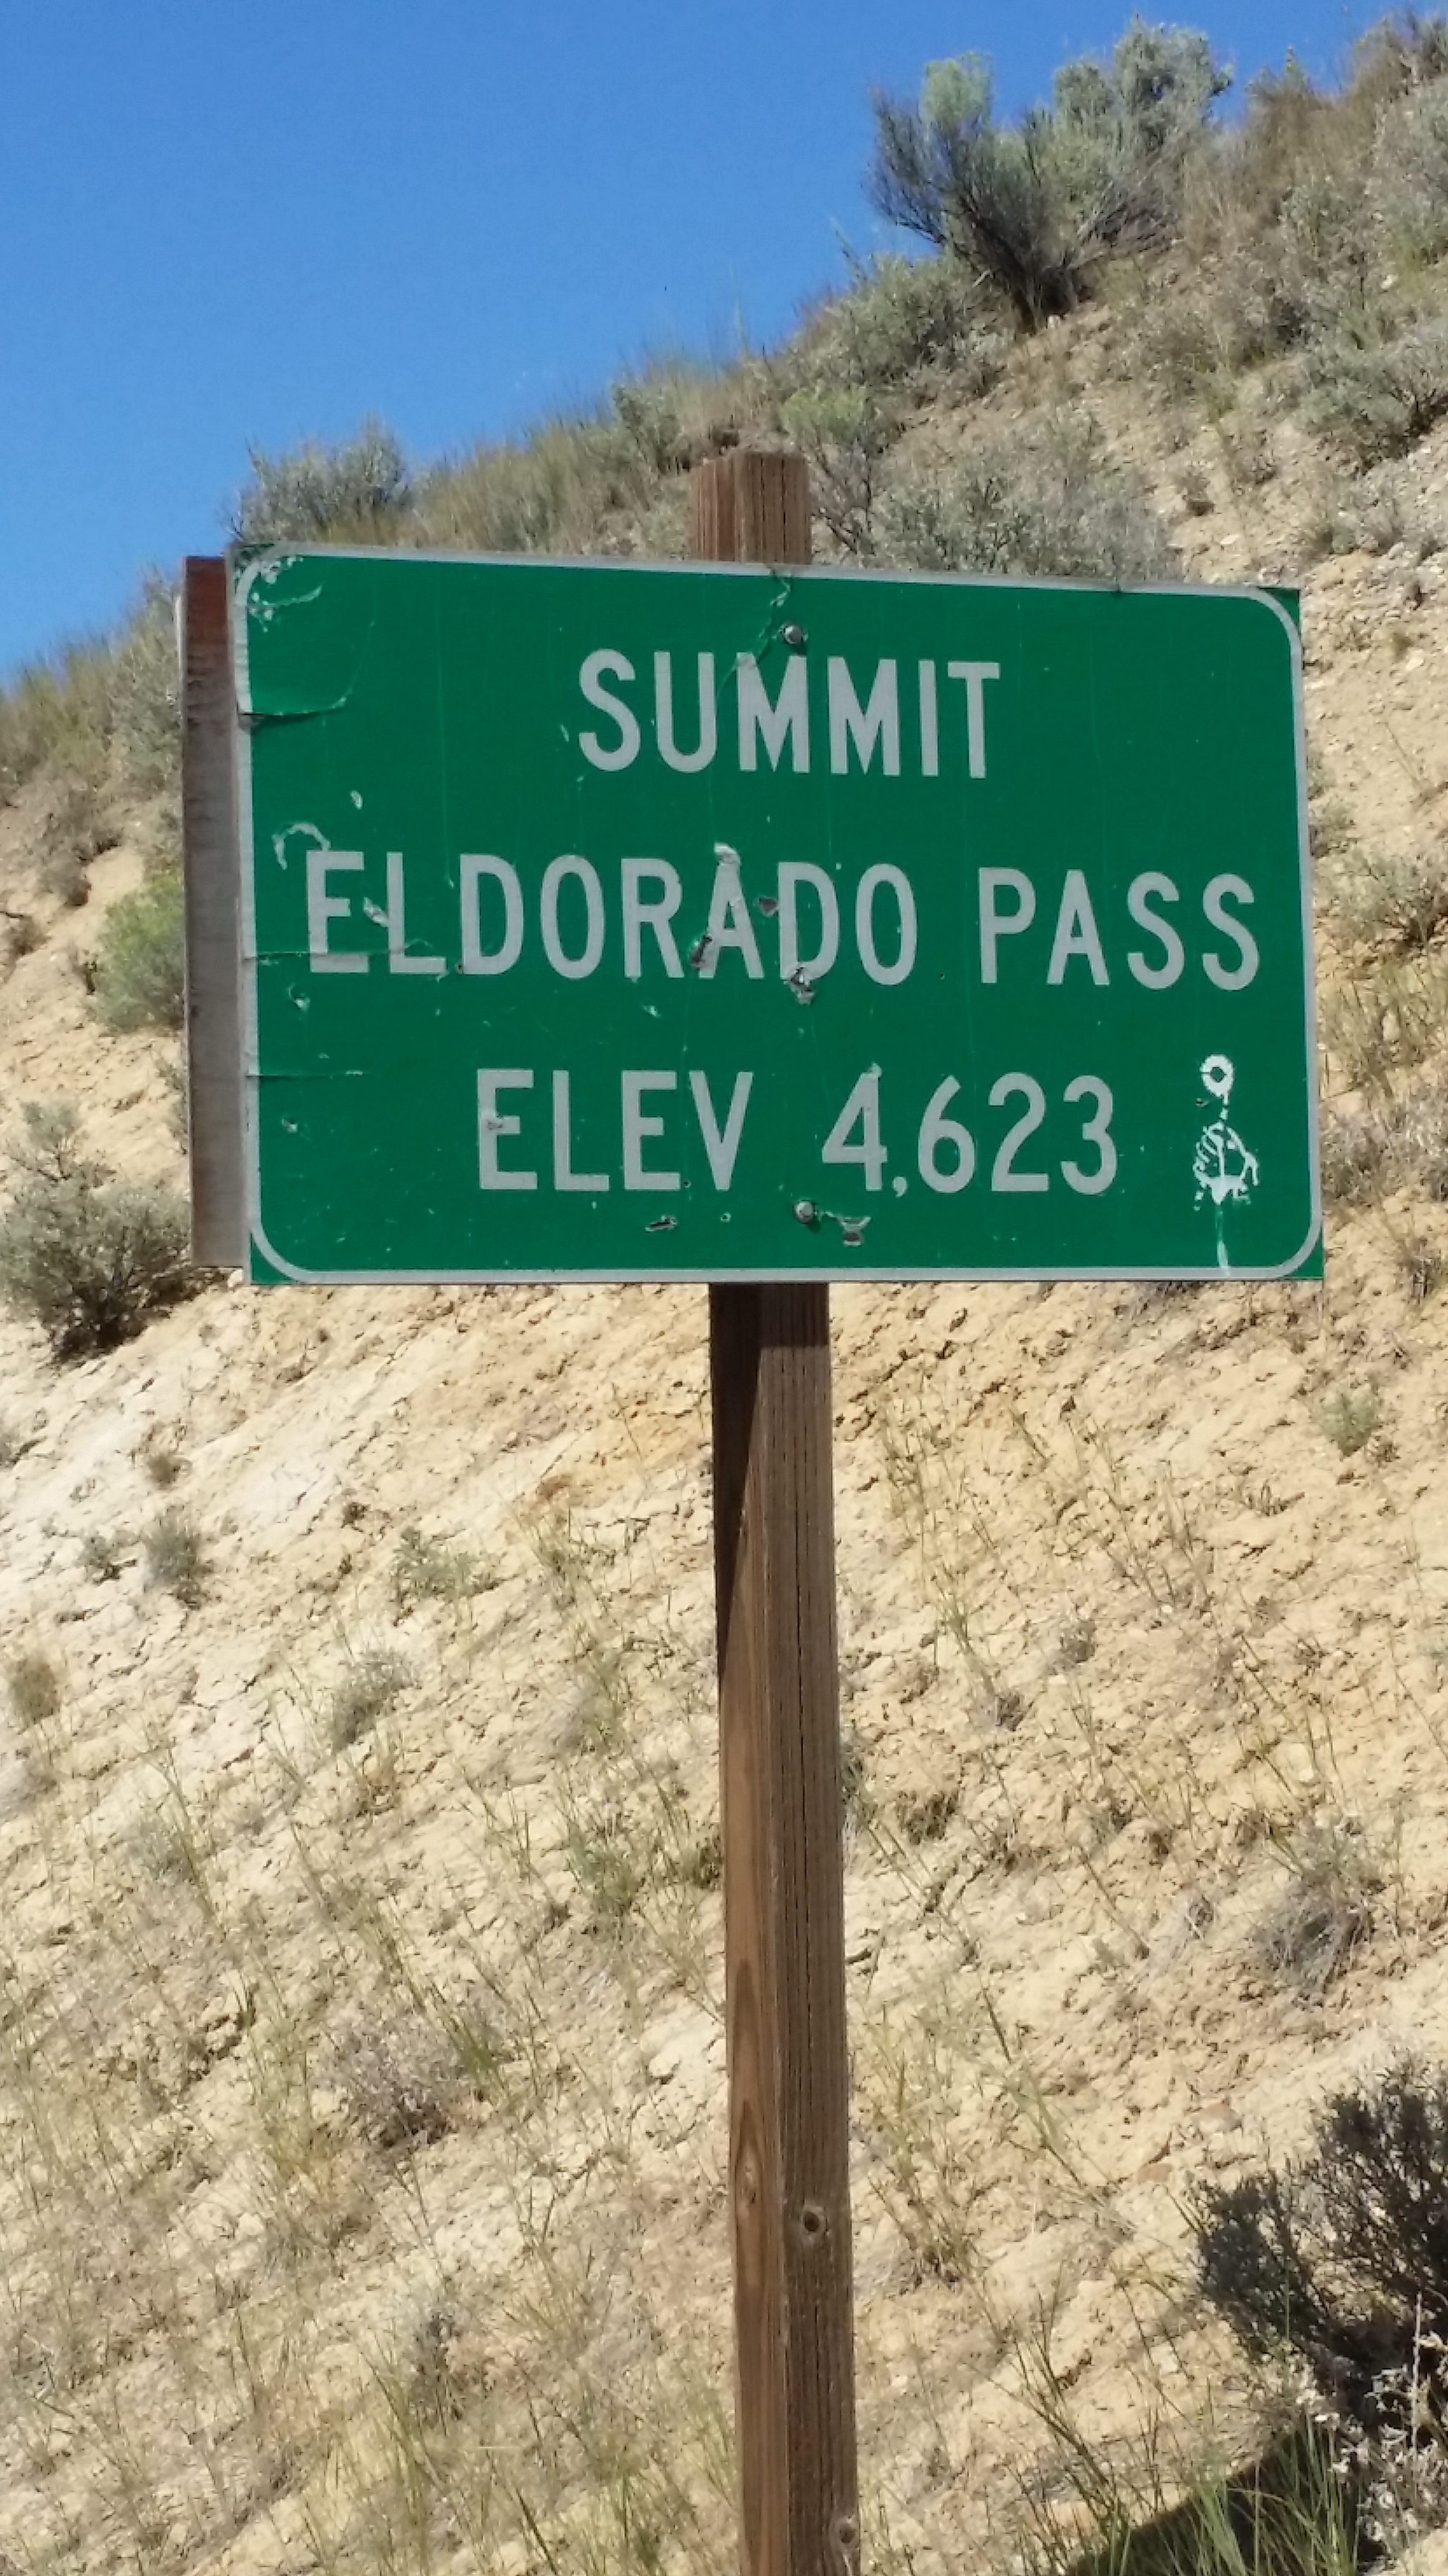 SUMMIT
ELDORADO PASS
ELEV 4,623